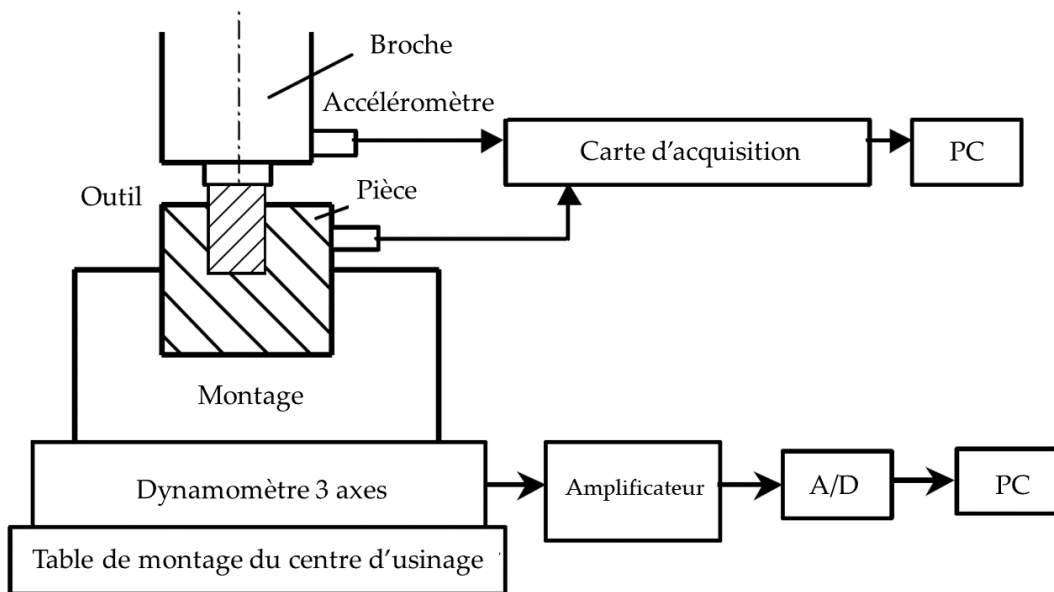 Broche
Accéléromètre
Carte d’acquisition
PC
Outil
Pièce
Montage
Dynamomètre 3 axes
Amplificateur
A/D
PC
Table de montage du centre d’usinage